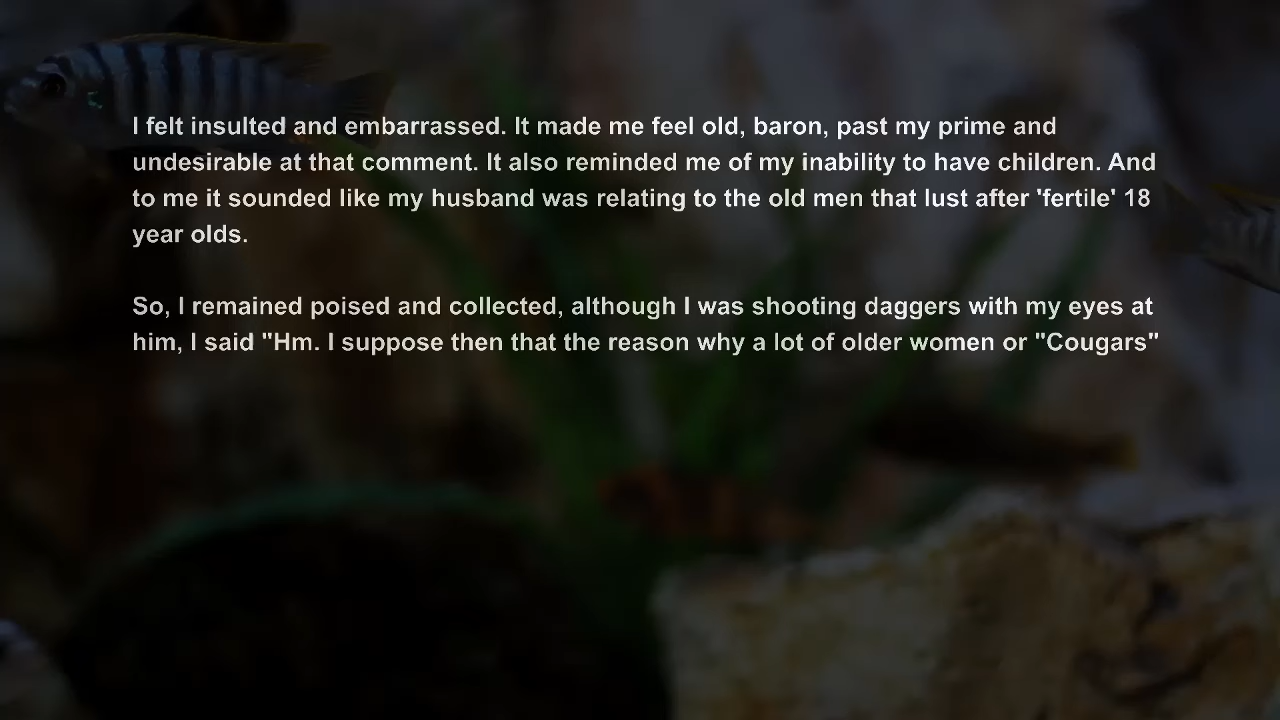 I felt insulted and embarrassed. It made me feel old, baron, past my prime and
undesirable at that comment. It also reminded me of my inability to have children. And
to me it sounded like my husband was relating to the old men that lust after 'fertile' 18
year olds.
So, I remained poised and collected, although I was shooting daggers with my eyes at
him, I said "Hm. I suppose then that the reason why a lot of older women or "Cougars"